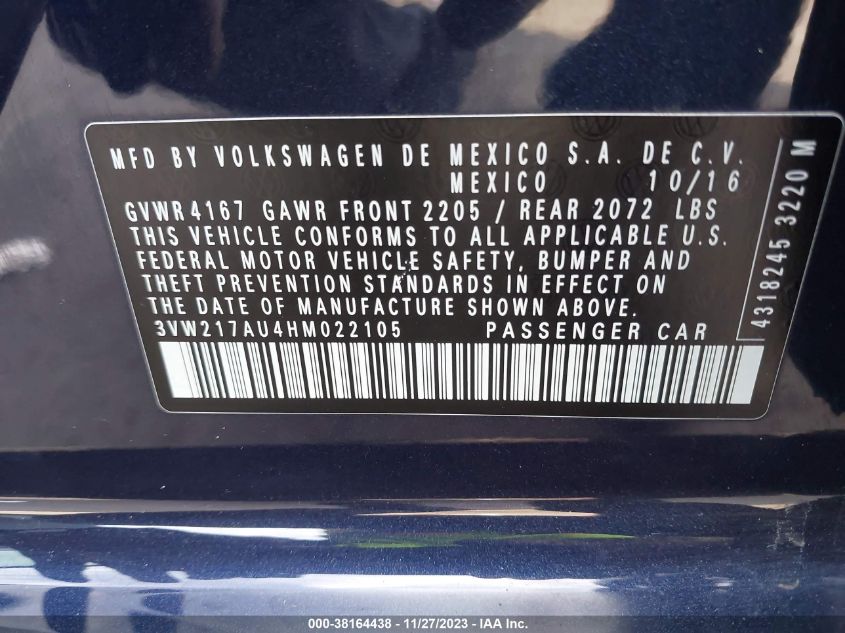 MFD BY VOLKSWAGEN DE MEXICO S.A. DE C.V.
MEXICO 10/16
GVWR 4167 GAWR FRONT 2205 / REAR 2072 LBS
THIS VEHICLE CONFORMS TO ALL APPLICABLE U.S.
FEDERAL MOTOR VEHICLE SAFETY, BUMPER AND
THEFT PREVENTION STANDARDS IN EFFECT ON
THE DATE OF MANUFACTURE SHOWN ABOVE.
3VW217AU4HM022105 PASSENGER CAR
4318245 3220 M
000-38164438 - 11/27/2023 - IAA Inc.